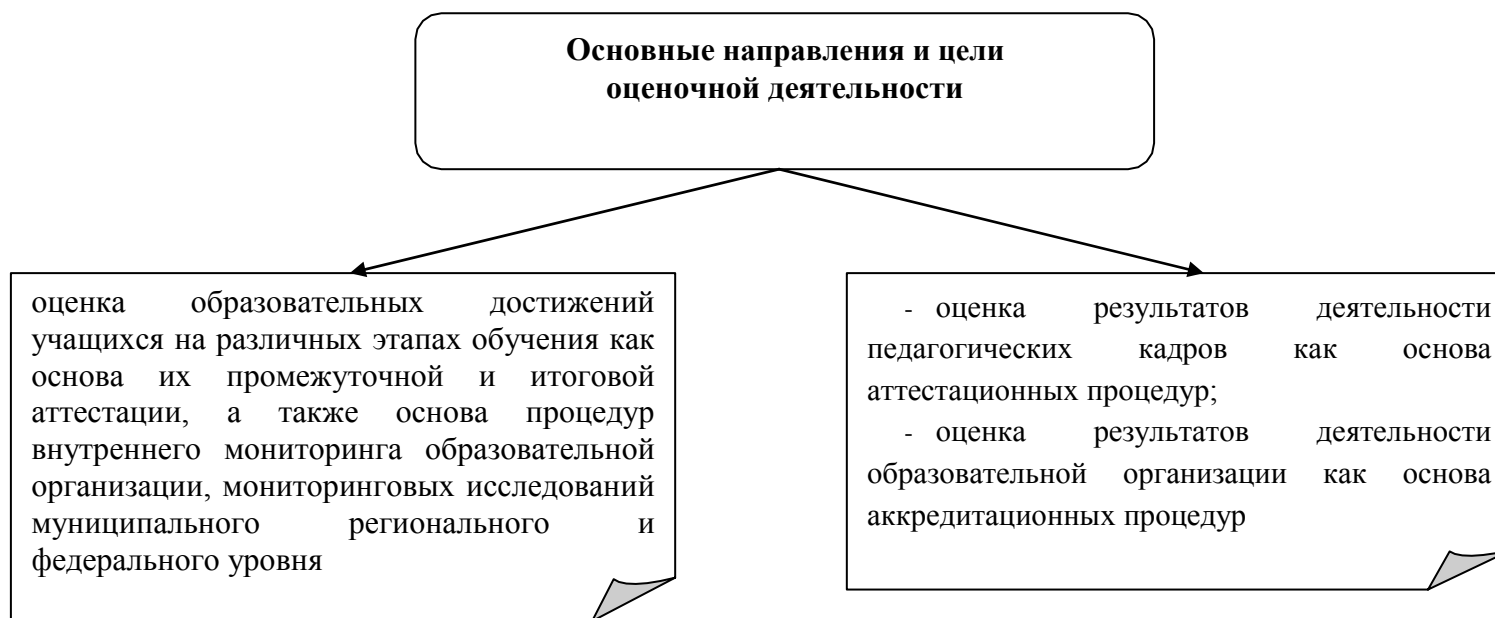 Основные направления и цели
оценочной деятельности
оценка образовательных достижений
учащихся на различных этапах обучения как
основа их промежуточной и итоговой
аттестации, а также основа процедур
внутреннего мониторинга образовательной
организации, мониторинговых исследований
муниципального регионального и
федерального уровня
- оценка результатов деятельности
педагогических кадров как основа
аттестационных процедур;
- оценка результатов деятельности
образовательной организации как основа
аккредитационных процедур